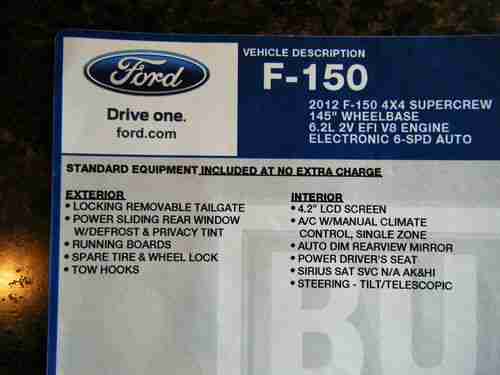 Ford
Drive one.
ford.com
VEHICLE DESCRIPTION
F-150
2012 F-150 4X4 SUPERCREW
145" WHEELBASE
6.2L 2V EFI V8 ENGINE
ELECTRONIC 6-SPD AUTO
STANDARD EQUIPMENT INCLUDED AT NO EXTRA CHARGE
EXTERIOR
• LOCKING REMOVABLE TAILGATE
• POWER SLIDING REAR WINDOW
W/DEFROST & PRIVACY TINT
• RUNNING BOARDS
• SPARE TIRE & WHEEL LOCK
• TOW HOOKS
INTERIOR
• 4.2" LCD SCREEN
• A/C W/MANUAL CLIMATE
CONTROL, SINGLE ZONE
• AUTO DIM REARVIEW MIRROR
• POWER DRIVER'S SEAT
• SIRIUS SAT SVC N/A AK&HI
• STEERING - TILT/TELESCOPIC